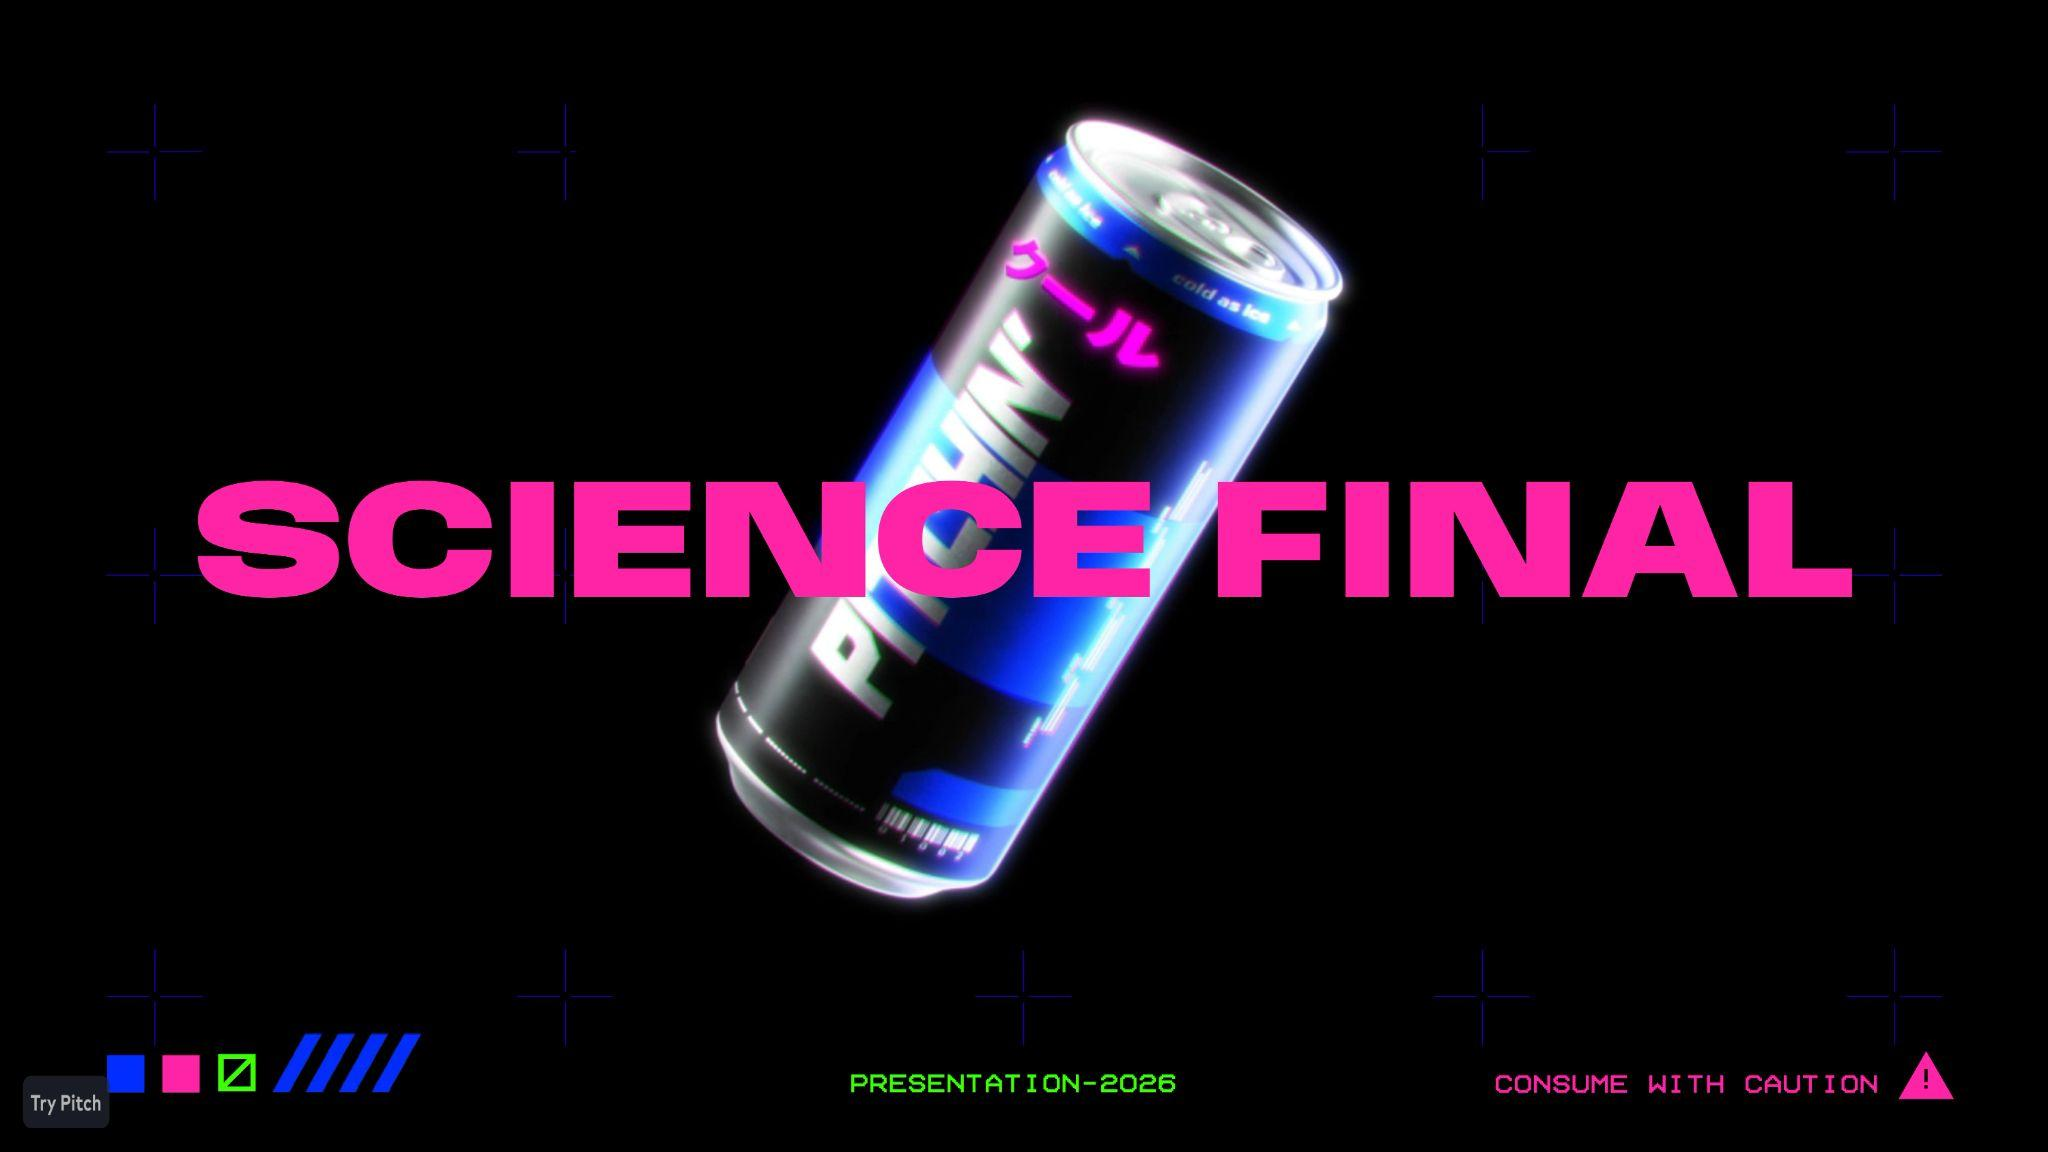 cold as ice
cold as ice
クール
PITCHIN'
SCIENCE FINAL
PRESENTATION-2026
CONSUME WITH CAUTION
Try Pitch